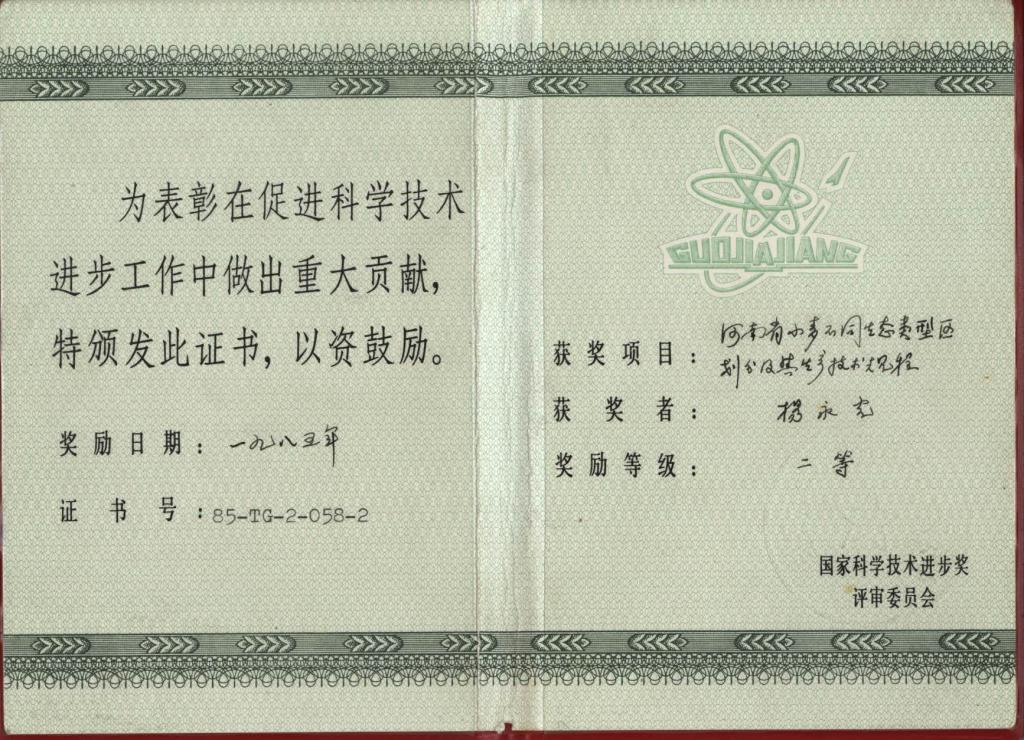 为表彰在促进科学技术
进步工作中做出重大贡献，
特颁发此证书，以资鼓励。
奖励日期：一九八五年
证书号：85-TG-2-058-2
GUOJIAJIANG
获奖项目：河南省小麦不同生态类型区
划分及其生产技术规程
获奖者：杨永光
奖励等级：二等
国家科学技术进步奖
评审委员会